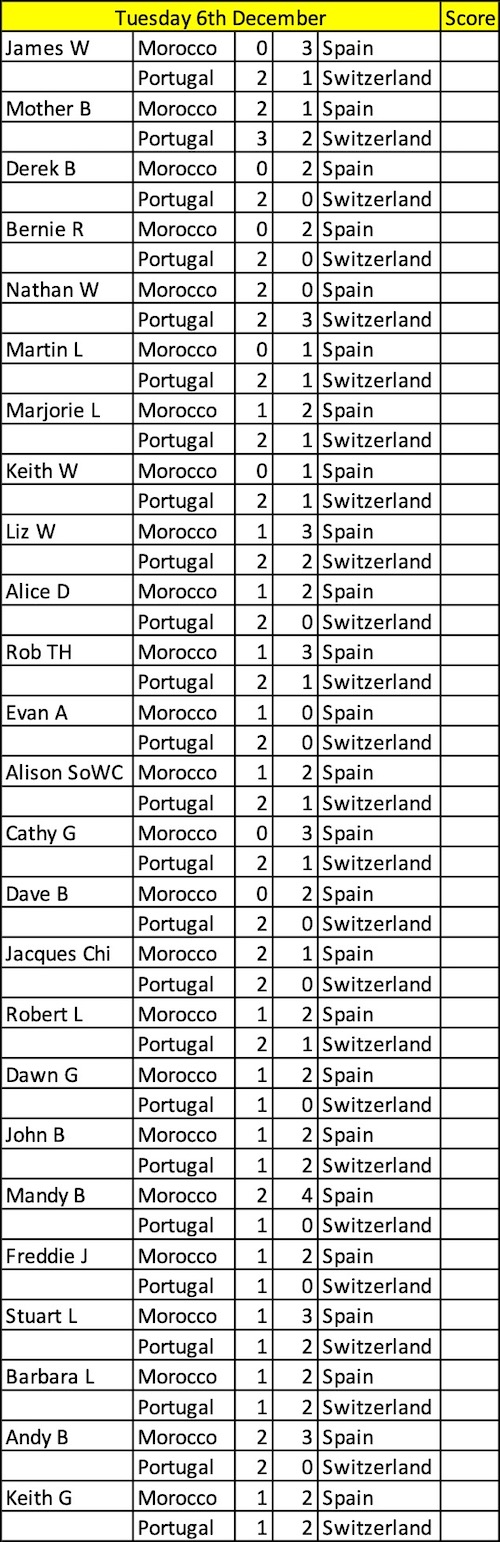 Tuesday 6th December Score
James W Morocco 0 3 Spain
Portugal 2 1 Switzerland
Mother B Morocco 2 1 Spain
Portugal 3 2 Switzerland
Derek B Morocco 0 2 Spain
Portugal 2 0 Switzerland
Bernie R Morocco 0 2 Spain
Portugal 2 0 Switzerland
Nathan W Morocco 2 0 Spain
Portugal 2 3 Switzerland
Martin L Morocco 0 1 Spain
Portugal 2 1 Switzerland
Marjorie L Morocco 1 2 Spain
Portugal 2 1 Switzerland
Keith W Morocco 0 1 Spain
Portugal 2 1 Switzerland
Liz W Morocco 1 3 Spain
Portugal 2 2 Switzerland
Alice D Morocco 1 2 Spain
Portugal 2 0 Switzerland
Rob TH Morocco 1 3 Spain
Portugal 2 1 Switzerland
Evan A Morocco 1 0 Spain
Portugal 2 0 Switzerland
Alison SoWC Morocco 1 2 Spain
Portugal 2 1 Switzerland
Cathy G Morocco 0 3 Spain
Portugal 2 1 Switzerland
Dave B Morocco 0 2 Spain
Portugal 2 0 Switzerland
Jacques Chi Morocco 2 1 Spain
Portugal 2 0 Switzerland
Robert L Morocco 1 2 Spain
Portugal 2 1 Switzerland
Dawn G Morocco 1 2 Spain
Portugal 1 0 Switzerland
John B Morocco 1 2 Spain
Portugal 1 2 Switzerland
Mandy B Morocco 2 4 Spain
Portugal 1 0 Switzerland
Freddie J Morocco 1 2 Spain
Portugal 1 0 Switzerland
Stuart L Morocco 1 3 Spain
Portugal 1 2 Switzerland
Barbara L Morocco 1 2 Spain
Portugal 1 2 Switzerland
Andy B Morocco 2 3 Spain
Portugal 2 0 Switzerland
Keith G Morocco 1 2 Spain
Portugal 1 2 Switzerland